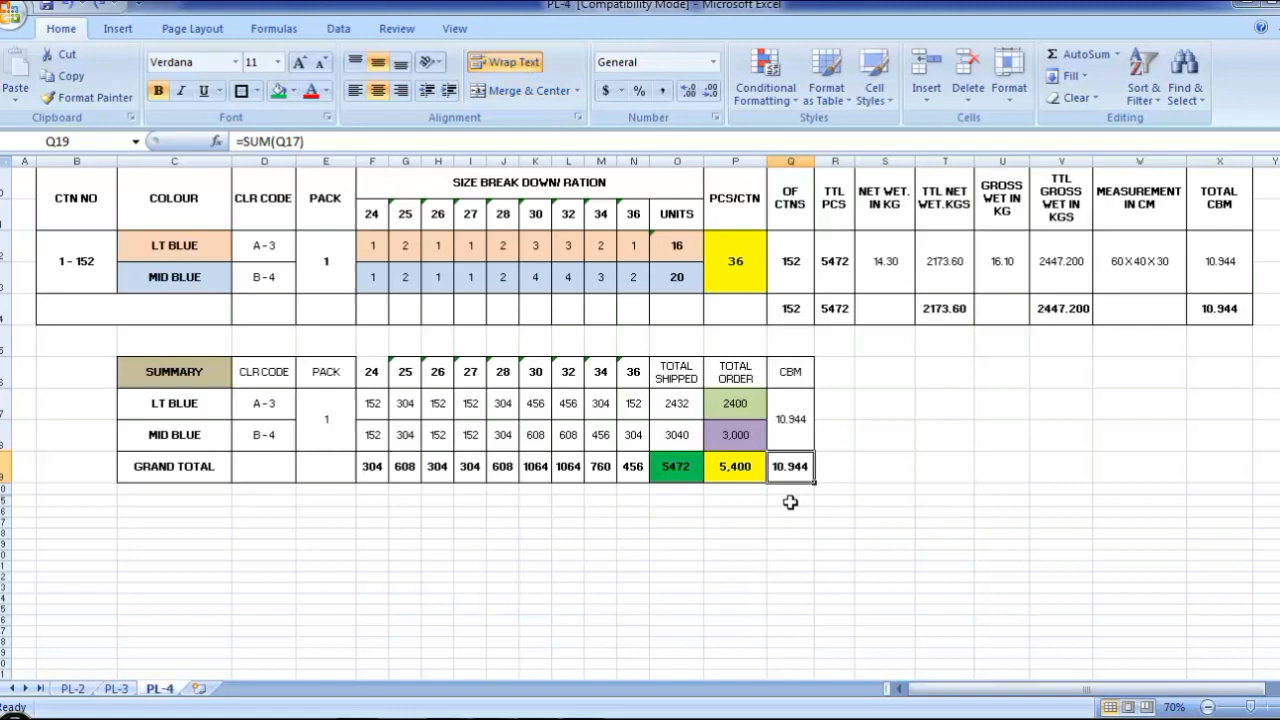 PL-4 [Compatibility Mode] - Microsoft Excel
Home Insert Page Layout Formulas Data Review View
Cut
Copy
Format Painter
Paste
Clipboard
Verdana 11
B I U
Font
Wrap Text
Merge & Center
Alignment
General
$ % ,
Number
Conditional Formatting
Format as Table
Cell Styles
Styles
Insert Delete Format
Cells
Σ AutoSum
Fill
Clear
Sort & Filter
Find & Select
Editing
Q19 fx =SUM(Q17)
A B C D E F G H I J K L M N O P Q R S T U V W X Y
CTN NO COLOUR CLR CODE PACK SIZE BREAK DOWN/ RATION PCS/CTN OF CTNS TTL PCS NET WET. IN KG TTL NET WET.KGS GROSS WET IN KG TTL GROSS WET IN KGS MEASUREMENT IN CM TOTAL CBM
24 25 26 27 28 30 32 34 36 UNITS
1 - 152 LT BLUE A-3 1 1 2 1 1 2 3 3 2 1 16 36 152 5472 14.30 2173.60 16.10 2447.200 60X40X30 10.944
MID BLUE B-4 1 2 1 1 2 4 4 3 2 20
152 5472 2173.60 2447.200 10.944
SUMMARY CLR CODE PACK 24 25 26 27 28 30 32 34 36 TOTAL SHIPPED TOTAL ORDER CBM
LT BLUE A-3 1 152 304 152 152 304 456 456 304 152 2432 2400 10.944
MID BLUE B-4 152 304 152 152 304 608 608 456 304 3040 3,000
GRAND TOTAL 304 608 304 304 608 1064 1064 760 456 5472 5,400 10.944
PL-2 PL-3 PL-4
Ready 70%